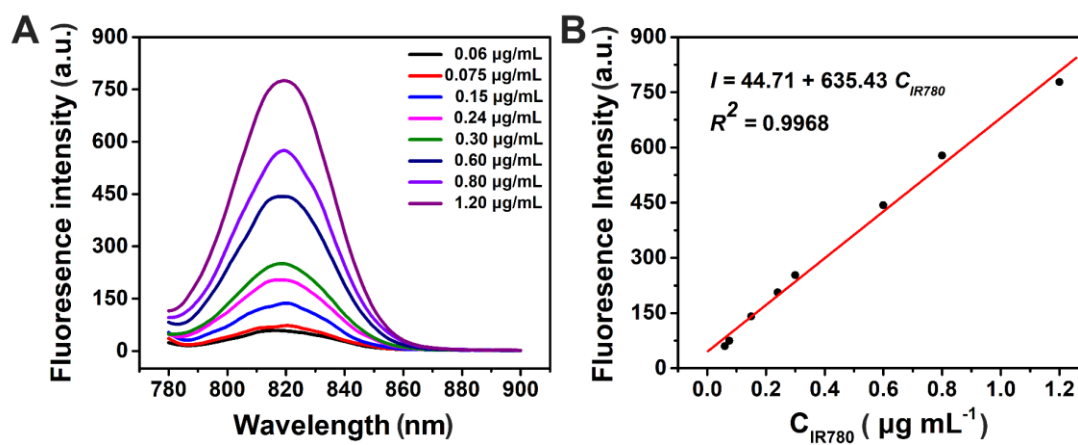 A
Fluoresence intensity (a.u.)
900
750
600
450
300
150
0
0.06 µg/mL
0.075 µg/mL
0.15 µg/mL
0.24 µg/mL
0.30 µg/mL
0.60 µg/mL
0.80 µg/mL
1.20 µg/mL
780 800 820 840 860 880 900
Wavelength (nm)
B
Fluoresence Intensity (a.u.)
900
750
600
450
300
150
0
I = 44.71 + 635.43 C_IR780
R² = 0.9968
0.0 0.2 0.4 0.6 0.8 1.0 1.2
C_IR780 ( µg mL⁻¹)